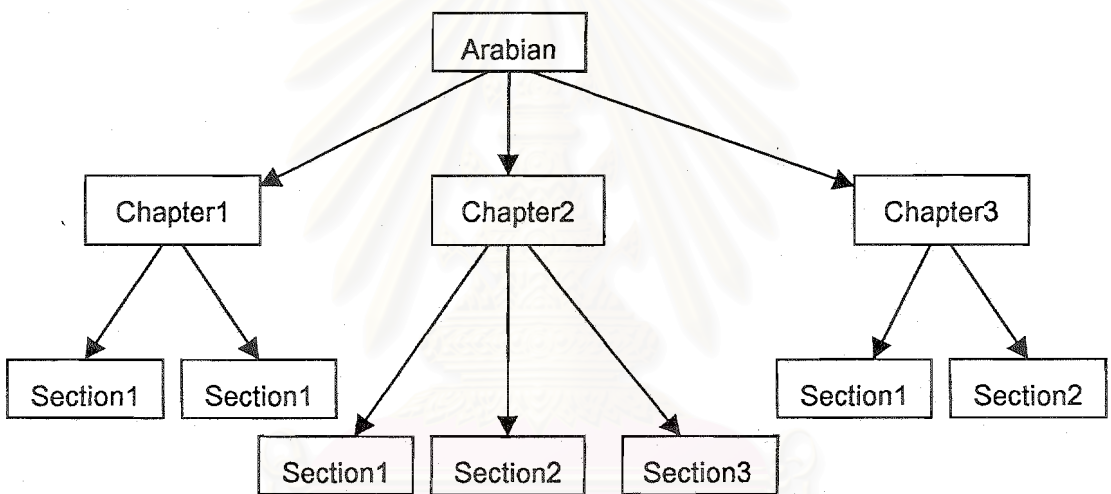 Arabian
Chapter1 Chapter2 Chapter3
Section1 Section1 Section1 Section2
Section1 Section2 Section3